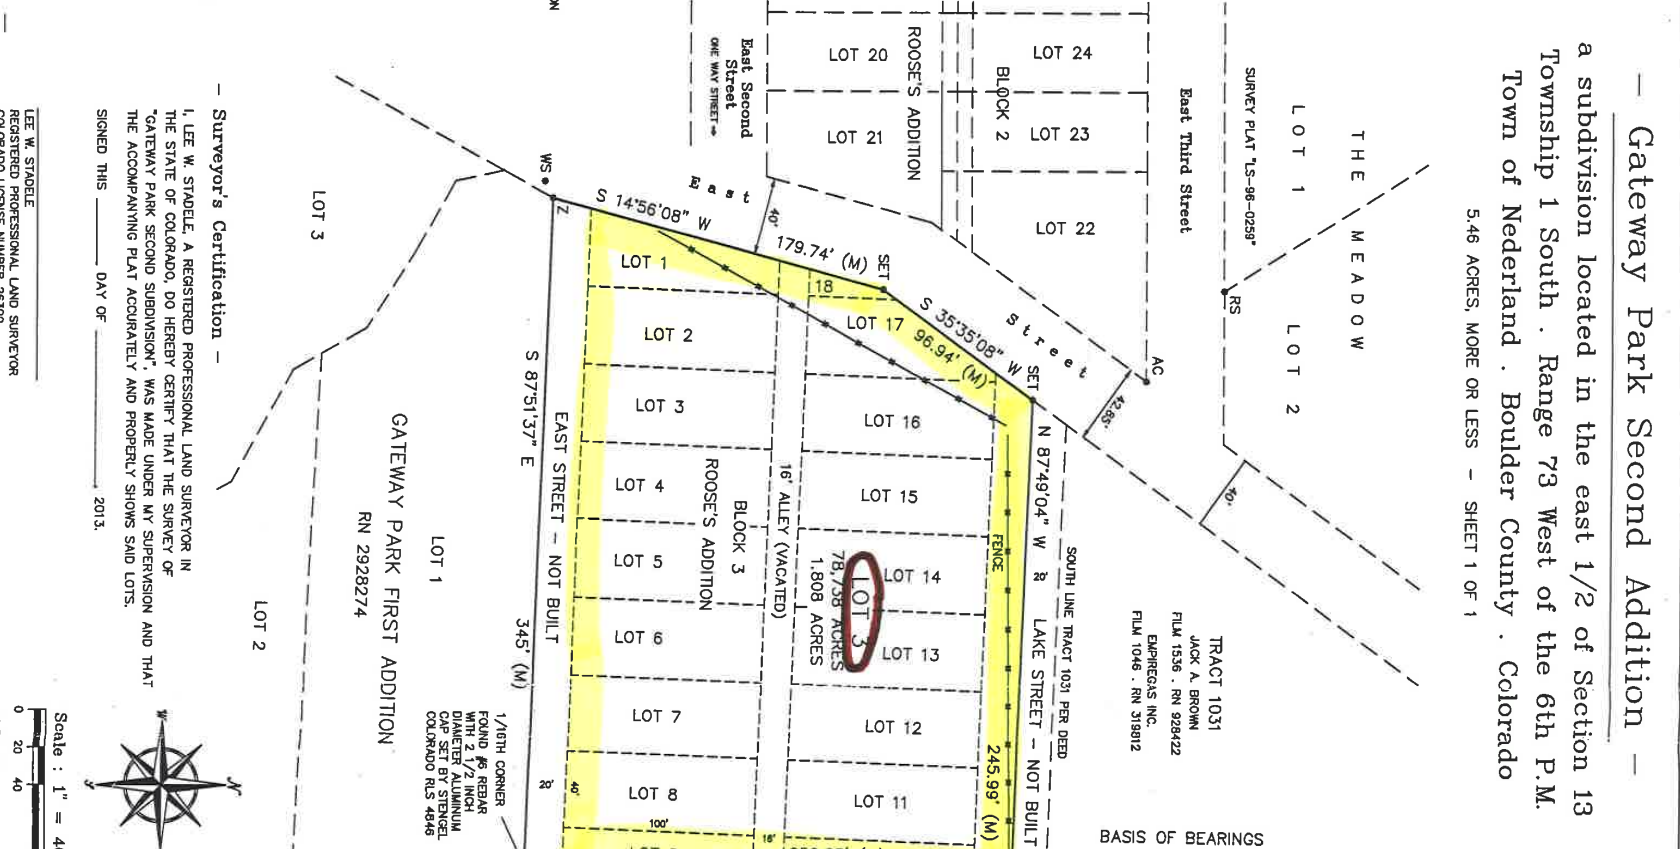 — Gateway Park Second Addition —
a subdivision located in the east 1/2 of Section 13
Township 1 South . Range 73 West of the 6th P.M.
Town of Nederland . Boulder County . Colorado
5.46 ACRES, MORE OR LESS — SHEET 1 OF 1
THE MEADOW
LOT 1
LOT 2
SURVEY PLAT "LS-96-0259"
RS
East Third Street
AC
42.65'
40'
TRACT 1031
JACK A. BROWN
FILM 1536 . RN 928422
EMPIREGAS INC.
FILM 1046 . RN 319812
BASIS OF BEARINGS
LOT 24
BLOCK 2
LOT 23
LOT 22
ROOSE'S ADDITION
LOT 20
LOT 21
East Second
Street
ONE WAY STREET
East
Street
40'
S 14°56'08" W
179.74' (M)
SET
S 35°35'08" W
96.94' (M)
SET
N 87°49'04" W
20'
LAKE STREET — NOT BUILT
SOUTH LINE TRACT 1031 PER DEED
FENCE
245.99' (M)
WS
Z
LOT 1
LOT 2
LOT 3
LOT 4
LOT 5
LOT 6
LOT 7
LOT 8
100'
16'
18
LOT 17
LOT 16
LOT 15
LOT 14
LOT 13
LOT 12
LOT 11
16' ALLEY (VACATED)
BLOCK 3
ROOSE'S ADDITION
LOT 3
78,738 ACRES
1.808 ACRES
EAST STREET — NOT BUILT
S 87°51'37" E
345' (M)
20'
40'
1/16TH CORNER
FOUND #6 REBAR
WITH 2 1/2 INCH
DIAMETER ALUMINUM
CAP SET BY STENGEL
COLORADO RLS 4846
GATEWAY PARK FIRST ADDITION
RN 2928274
LOT 1
LOT 2
LOT 3
— Surveyor's Certification —
I, LEE W. STADELE, A REGISTERED PROFESSIONAL LAND SURVEYOR IN
THE STATE OF COLORADO, DO HEREBY CERTIFY THAT THE SURVEY OF
"GATEWAY PARK SECOND SUBDIVISION", WAS MADE UNDER MY SUPERVISION AND THAT
THE ACCOMPANYING PLAT ACCURATELY AND PROPERLY SHOWS SAID LOTS.
SIGNED THIS ____ DAY OF ________, 2013.
LEE W. STADELE
REGISTERED PROFESSIONAL LAND SURVEYOR
Scale : 1" =
0 20 40
N